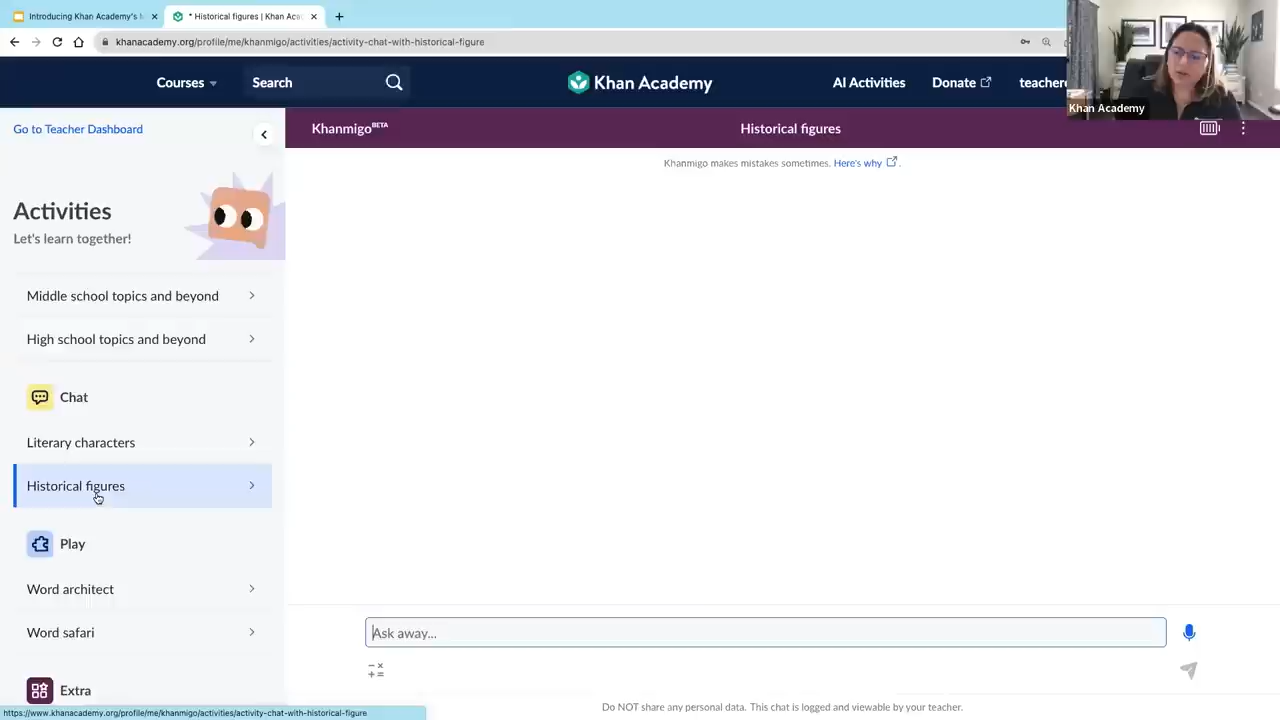 Introducing Khan Academy's
* Historical figures | Khan Aca
khanacademy.org/profile/me/khanmigo/activities/activity-chat-with-historical-figure
Courses
Search
Khan Academy
AI Activities
Donate
Khan Academy
Go to Teacher Dashboard
Khanmigo BETA
Historical figures
Khanmigo makes mistakes sometimes. Here's why.
Activities
Let's learn together!
Middle school topics and beyond
High school topics and beyond
Chat
Literary characters
Historical figures
Play
Word architect
Word safari
Extra
Ask away...
Do NOT share any personal data. This chat is logged and viewable by your teacher.
https://www.khanacademy.org/profile/me/khanmigo/activities/activity-chat-with-historical-figure